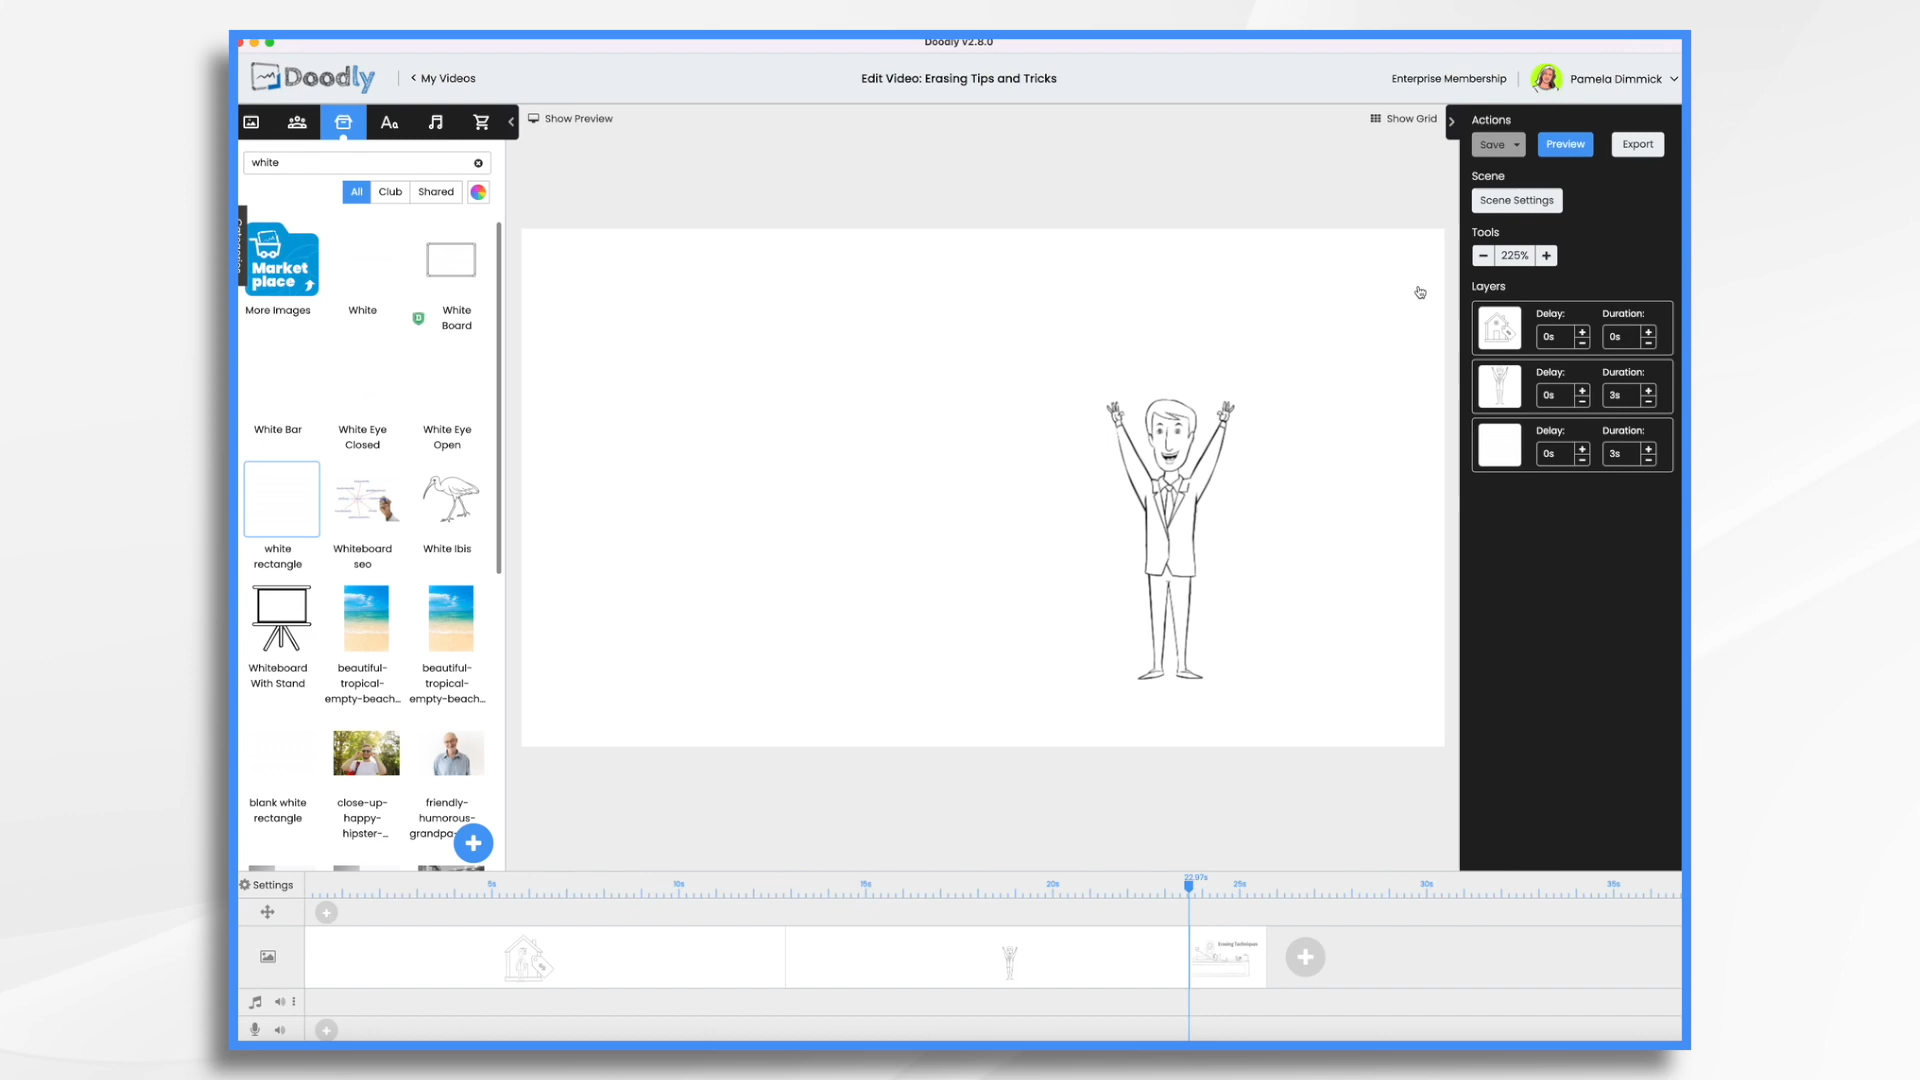 Doodly v2.8.0
Doodly
< My Videos
Edit Video: Erasing Tips and Tricks
Enterprise Membership
Pamela Dimmick
Show Preview
Show Grid
Actions
Save
Preview
Export
white
All
Club
Shared
Scene
Scene Settings
Tools
225%
Layers
Market
place
More Images
White
White
Board
Delay:
Duration:
0s
0s
Delay:
Duration:
0s
3s
Delay:
Duration:
0s
3s
White Bar
White Eye
Closed
White Eye
Open
white
rectangle
Whiteboard
seo
White Ibis
Whiteboard
With Stand
beautiful-
tropical-
empty-beach...
beautiful-
tropical-
empty-beach...
blank white
rectangle
close-up-
happy-
hipster-...
friendly-
humorous-
grandpa-
Settings
5s
10s
15s
20s
22.97s
25s
30s
35s
Erasing Techniques